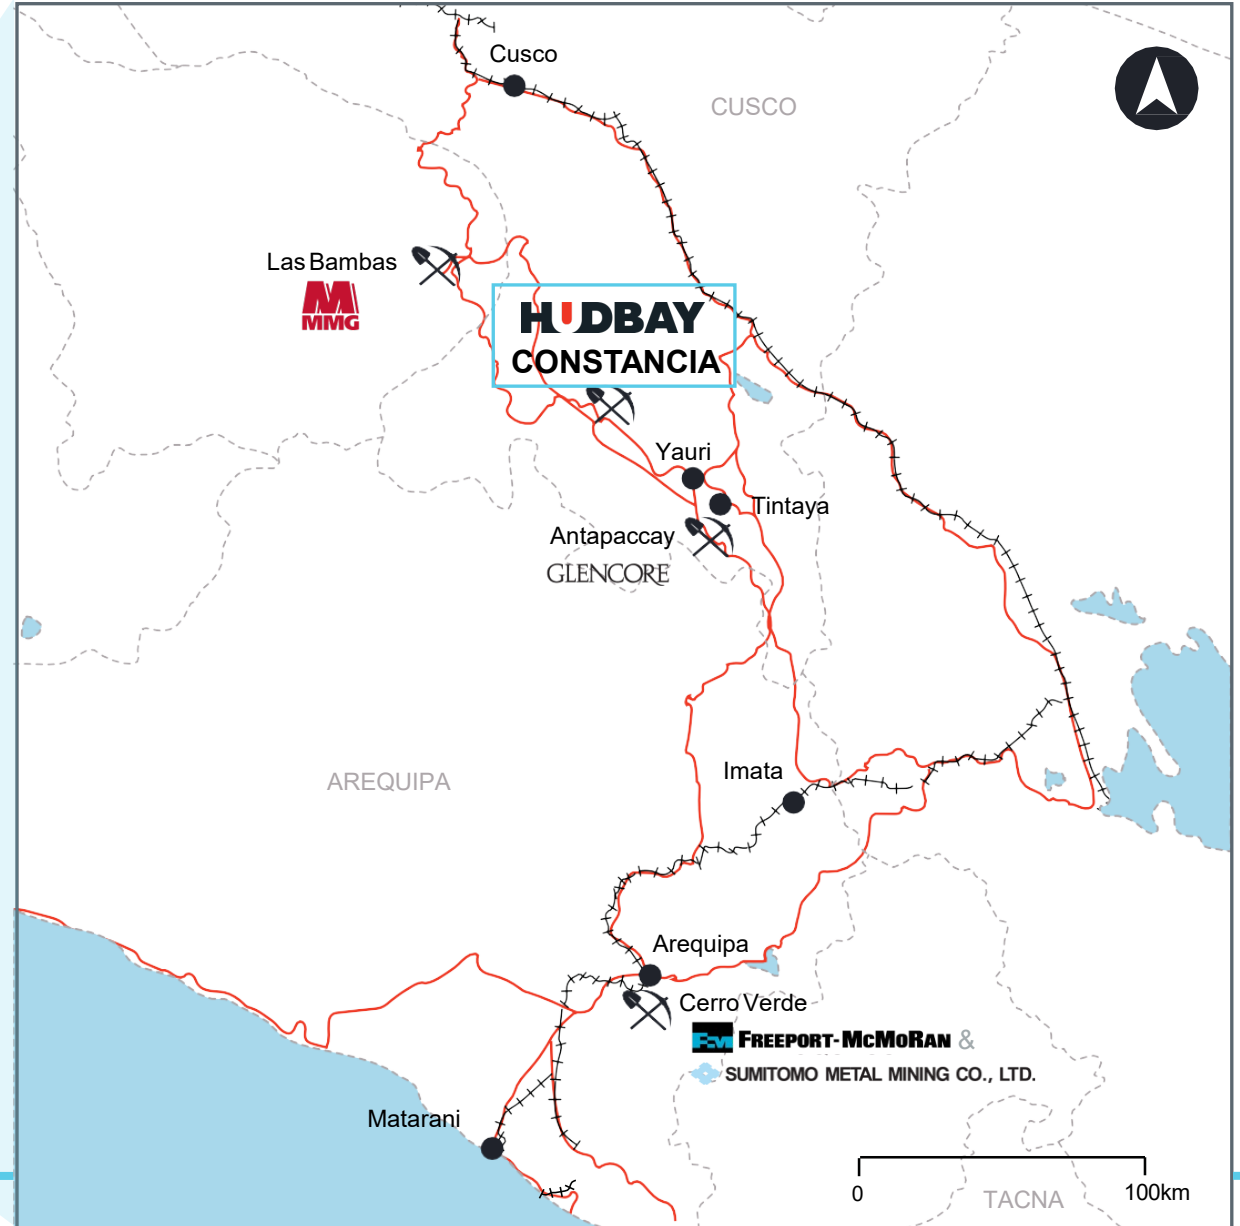 Cusco
CUSCO
Las Bambas
MMG
HUDBAY
CONSTANCIA
Yauri
Tintaya
Antapaccay
GLENCORE
Imata
AREQUIPA
Arequipa
Cerro Verde
FCX FREEPORT-MCMORAN &
SUMITOMO METAL MINING CO., LTD.
Matarani
0 100km
TACNA